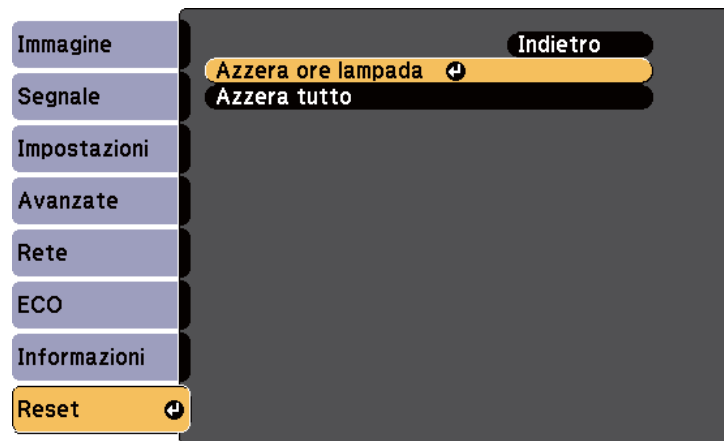 Immagine
Segnale
Impostazioni
Avanzate
Rete
ECO
Informazioni
Reset
Indietro
Azzera ore lampada
Azzera tutto